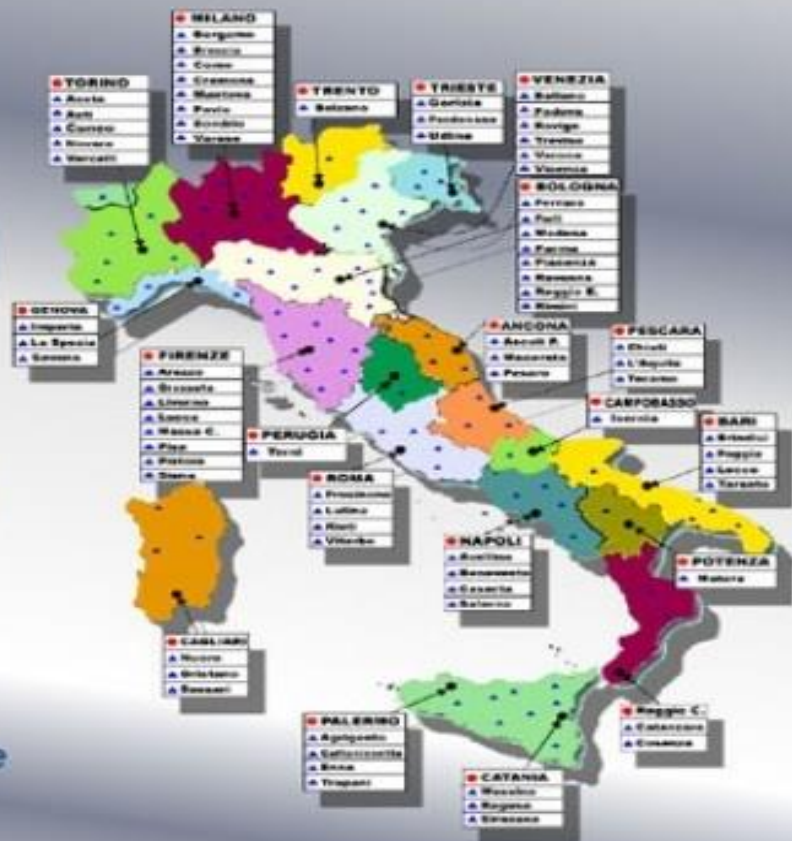 MILANO
Bergamo
Brescia
Como
Cremona
Mantova
Pavia
Sondrio
Varese
TORINO
Aosta
Asti
Cuneo
Novara
Vercelli
TRENTO
Bolzano
TRIESTE
Gorizia
Pordenone
Udine
VENEZIA
Belluno
Padova
Rovigo
Treviso
Verona
Vicenza
BOLOGNA
Ferrara
Forli
Modena
Parma
Piacenza
Ravenna
Reggio E.
Rimini
GENOVA
Imperia
La Spezia
Savona
FIRENZE
Arezzo
Grosseto
Livorno
Lucca
Massa C.
Pisa
Pistoia
Siena
ANCONA
Ascoli P.
Macerata
Pesaro
PESCARA
Chieti
L'Aquila
Teramo
CAMPOBASSO
Isernia
BARI
Brindisi
Foggia
Lecce
Taranto
PERUGIA
Terni
ROMA
Frosinone
Latina
Rieti
Viterbo
NAPOLI
Avellino
Benevento
Caserta
Salerno
POTENZA
Matera
CAGLIARI
Nuoro
Oristano
Sassari
PALERMO
Agrigento
Caltanissetta
Enna
Trapani
CATANIA
Messina
Ragusa
Siracusa
Reggio C.
Catanzaro
Cosenza